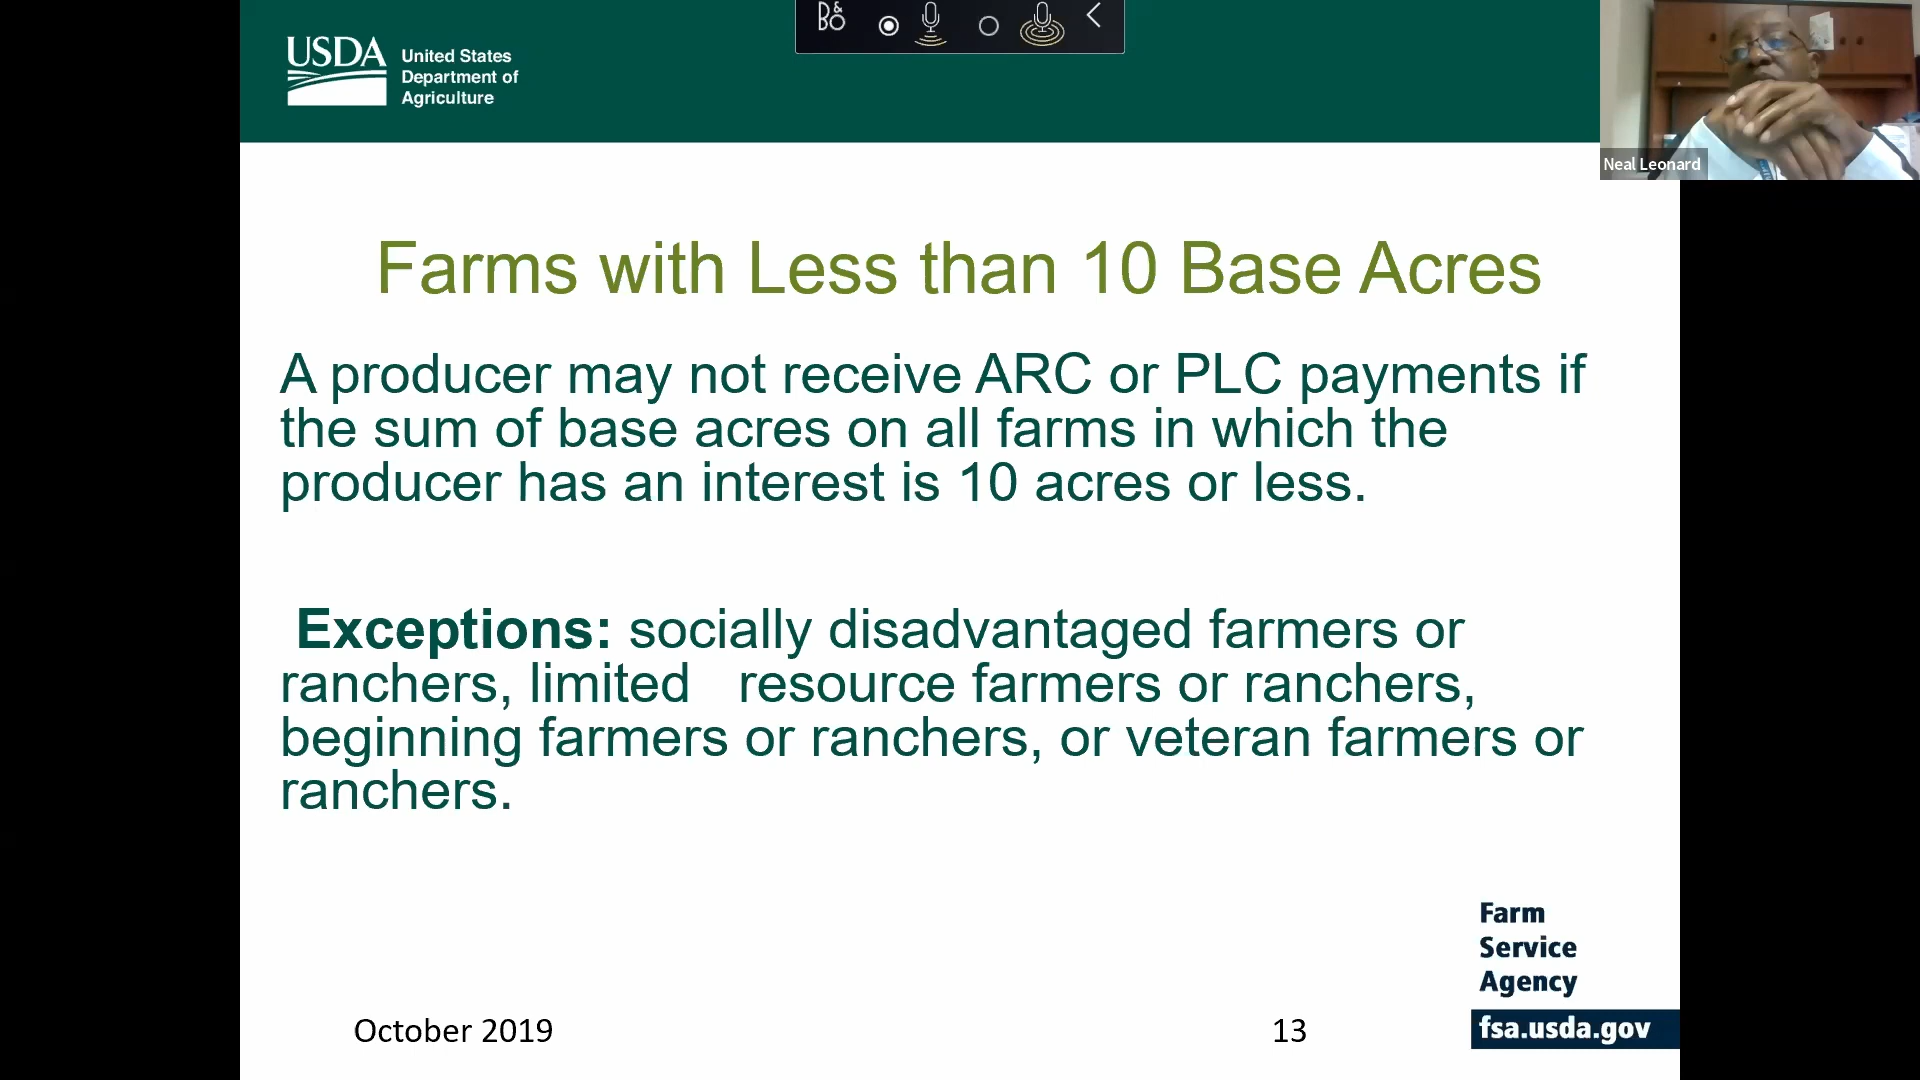 B&O
USDA
United States
Department of
Agriculture
Neal Leonard
Farms with Less than 10 Base Acres
A producer may not receive ARC or PLC payments if
the sum of base acres on all farms in which the
producer has an interest is 10 acres or less.
Exceptions: socially disadvantaged farmers or
ranchers, limited resource farmers or ranchers,
beginning farmers or ranchers, or veteran farmers or
ranchers.
Farm
Service
Agency
fsa.usda.gov
October 2019
13